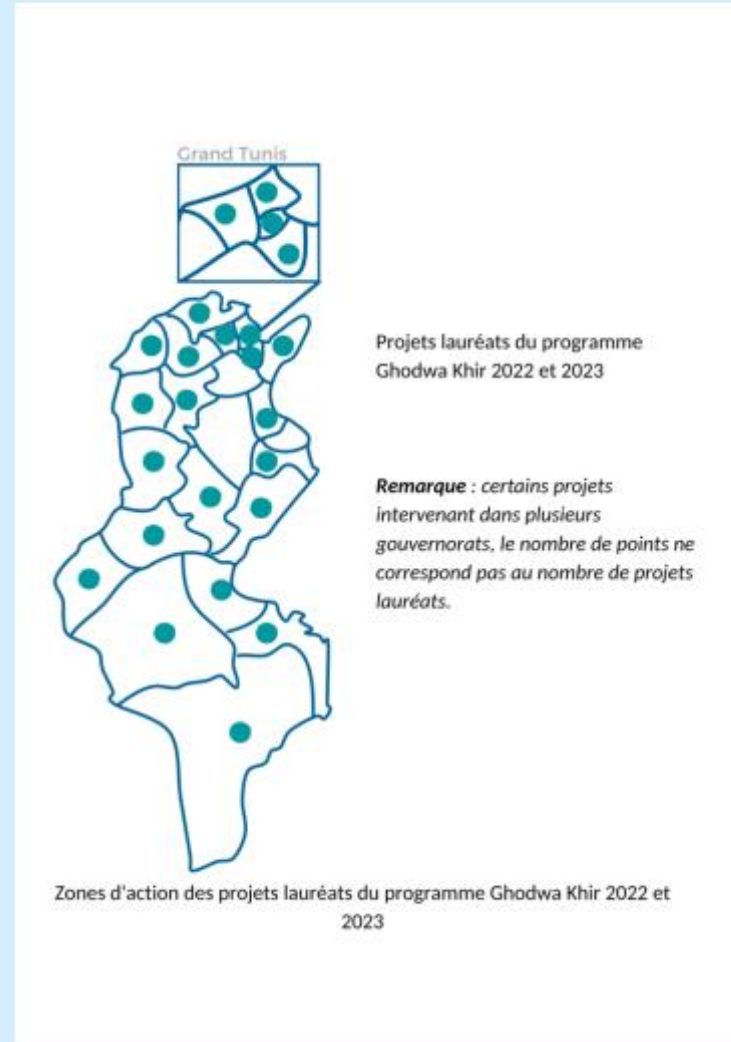 Grand Tunis
Projets lauréats du programme
Ghodwa Khir 2022 et 2023
Remarque : certains projets
intervenant dans plusieurs
gouvernorats, le nombre de points ne
correspond pas au nombre de projets
lauréats.
Zones d'action des projets lauréats du programme Ghodwa Khir 2022 et
2023